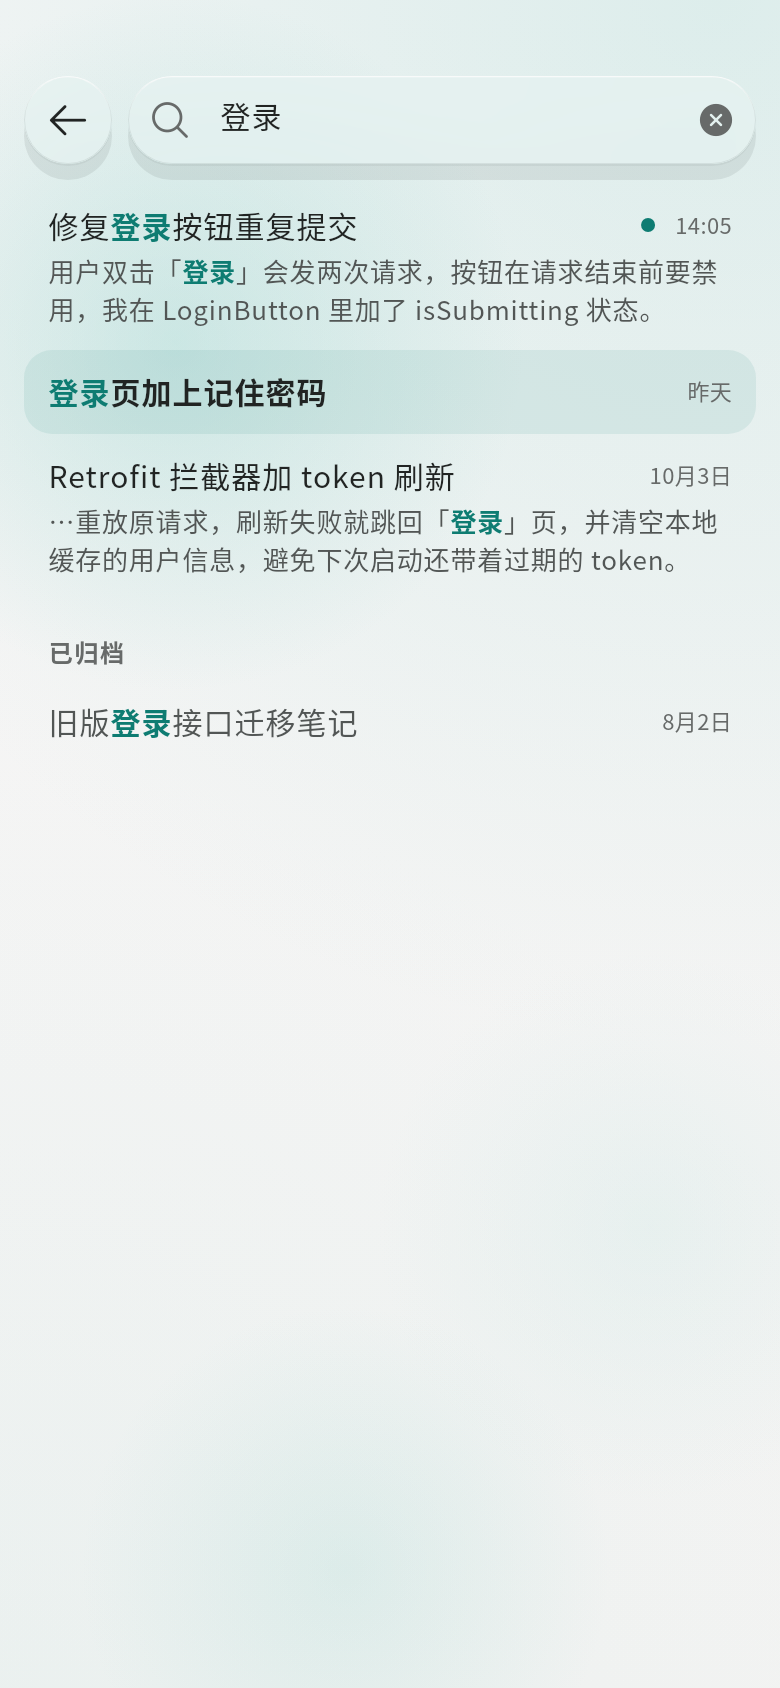 登录
修复登录按钮重复提交 14:05
用户双击「登录」会发两次请求，按钮在请求结束前要禁
用，我在 LoginButton 里加了 isSubmitting 状态。
登录页加上记住密码 昨天
Retrofit 拦截器加 token 刷新 10月3日
…重放原请求，刷新失败就跳回「登录」页，并清空本地
缓存的用户信息，避免下次启动还带着过期的 token。
已归档
旧版登录接口迁移笔记 8月2日